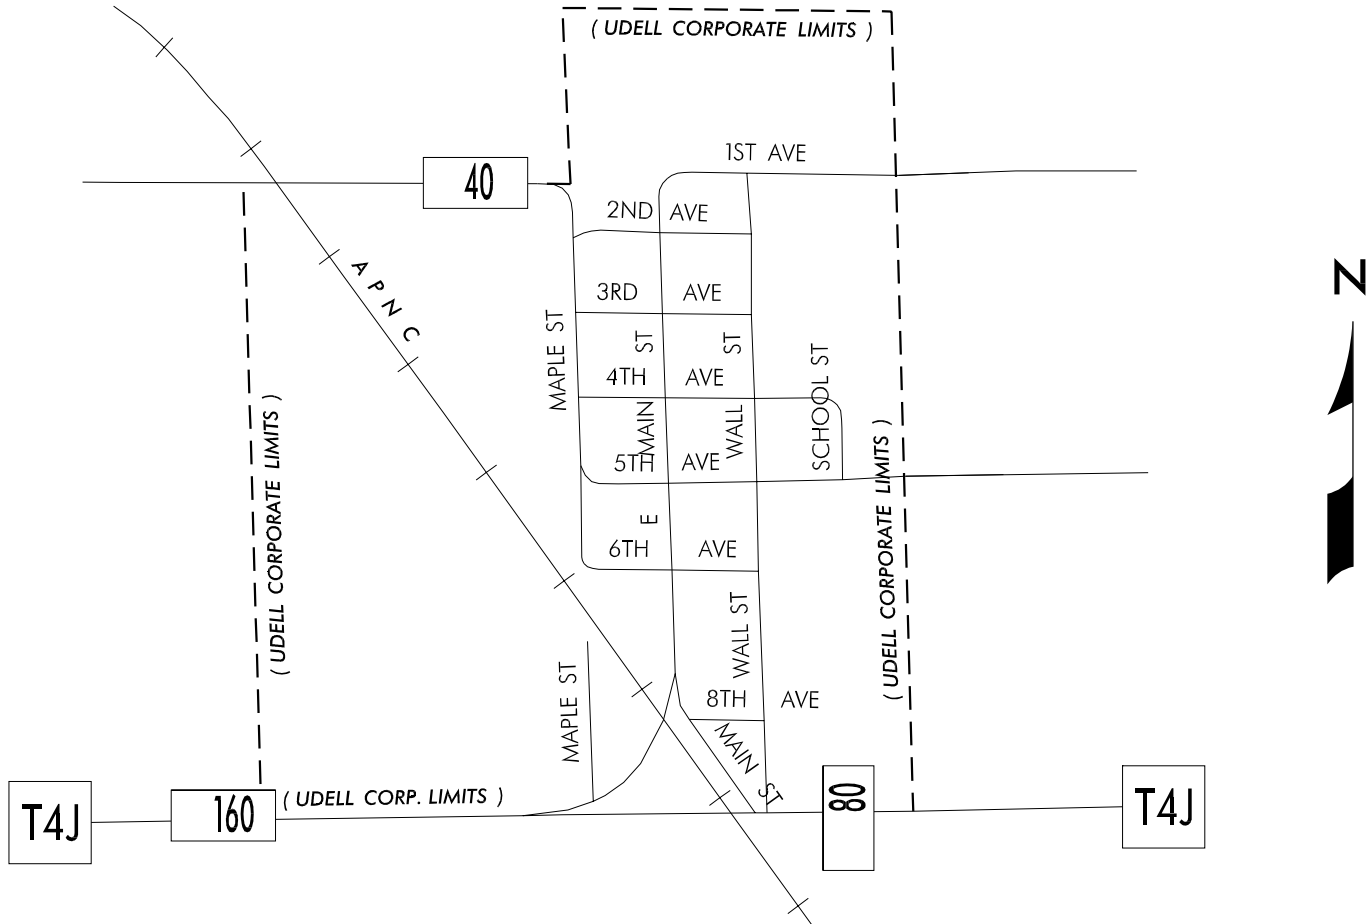 ( UDELL CORPORATE LIMITS )
1ST AVE
40
2ND AVE
N
A P N C
3RD AVE
MAPLE ST
MAIN ST
WALL ST
SCHOOL ST
4TH AVE
( UDELL CORPORATE LIMITS )
( UDELL CORPORATE LIMITS )
5TH AVE
E
6TH AVE
WALL ST
MAPLE ST
8TH AVE
MAIN ST
T4J
160
( UDELL CORP. LIMITS )
80
T4J